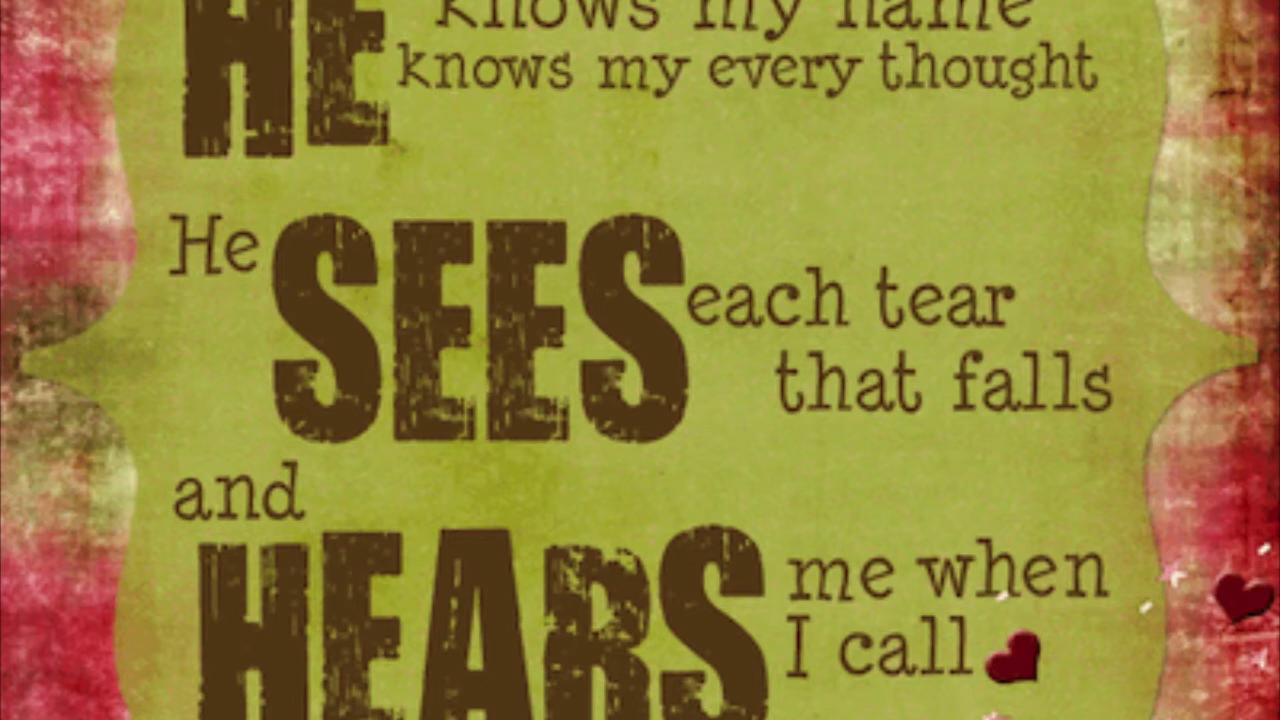 HE knows my name
knows my every thought
He SEES each tear
that falls
and
HEARS me when
I call